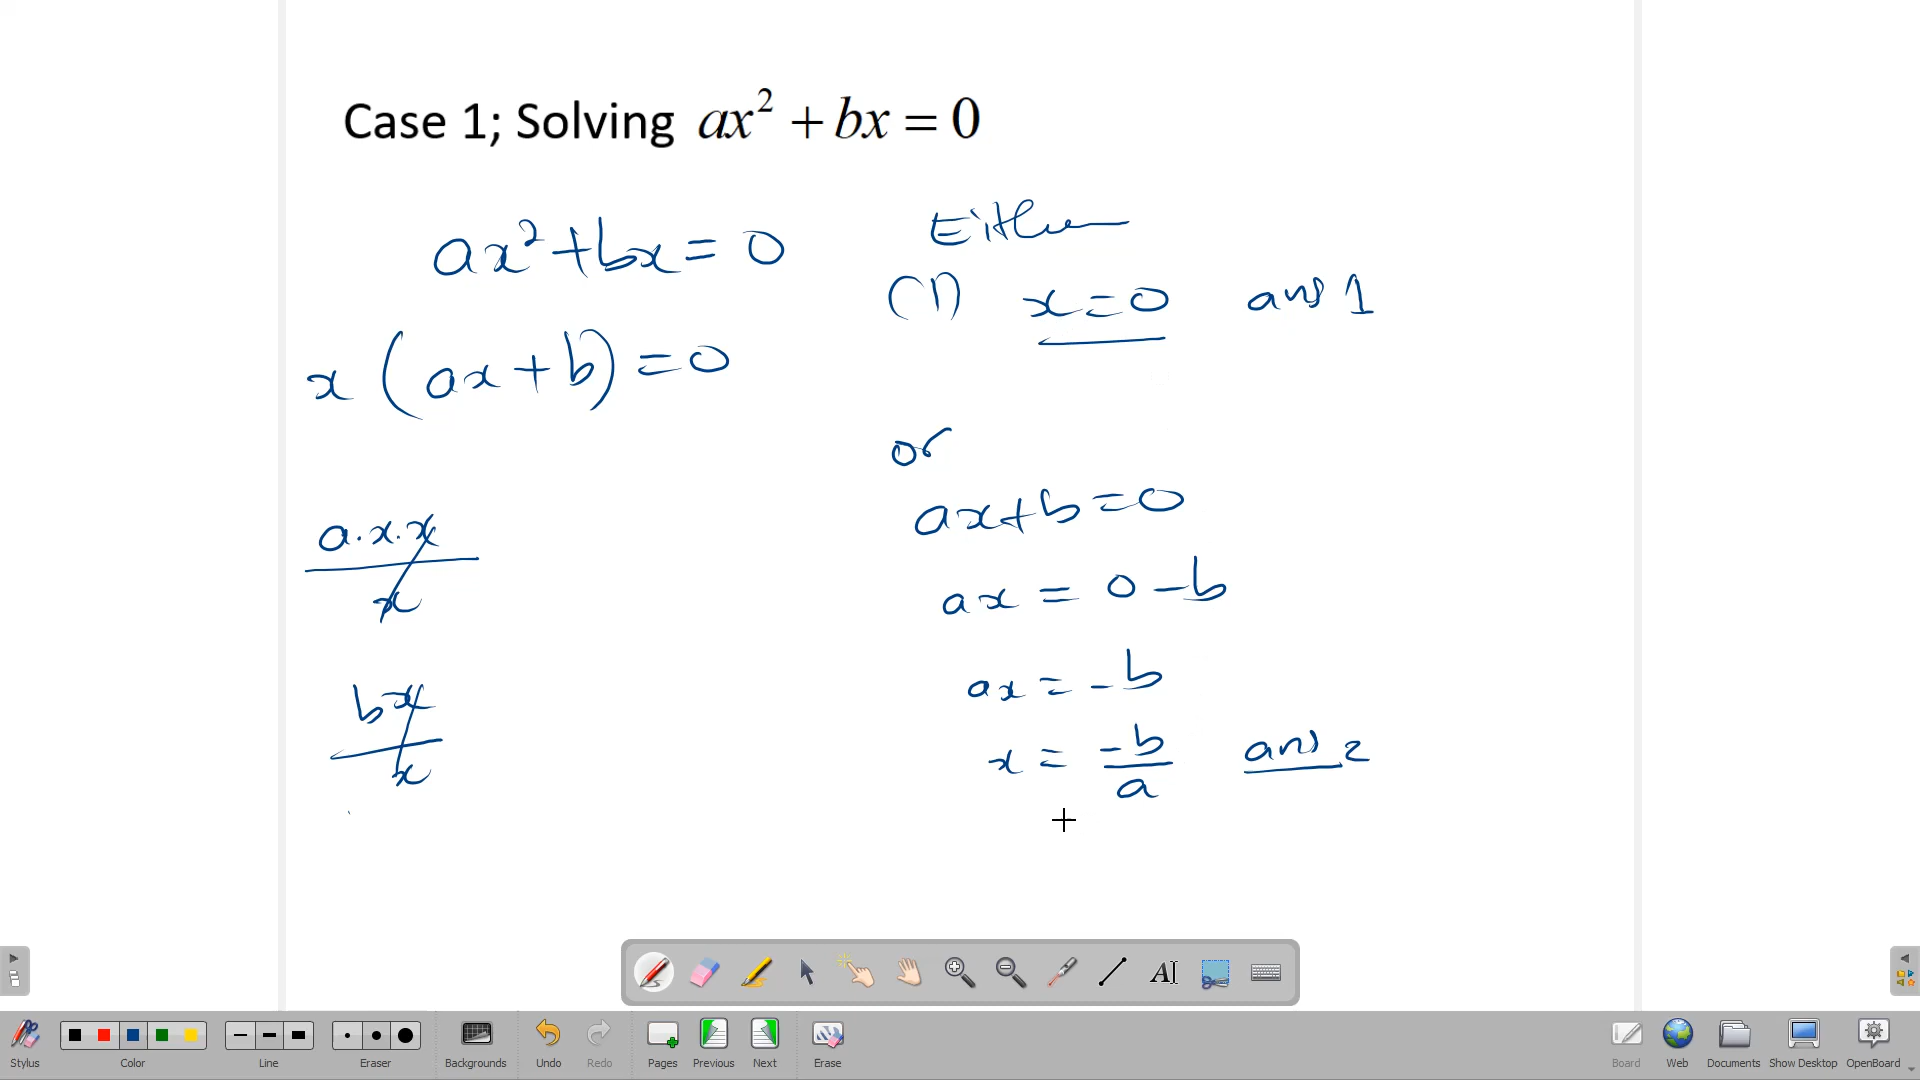 Case 1; Solving ax² + bx = 0
ax² + bx = 0
x (ax + b) = 0
a.x.x
x
bx
x
Either
(1) x = 0 ans 1
or
ax + b = 0
ax = 0 - b
ax = -b
x = -b/a ans 2
Stylus
Color
Line
Eraser
Backgrounds
Undo
Redo
Pages
Previous
Next
Erase
Board
Web
Documents
Show Desktop
OpenBoard